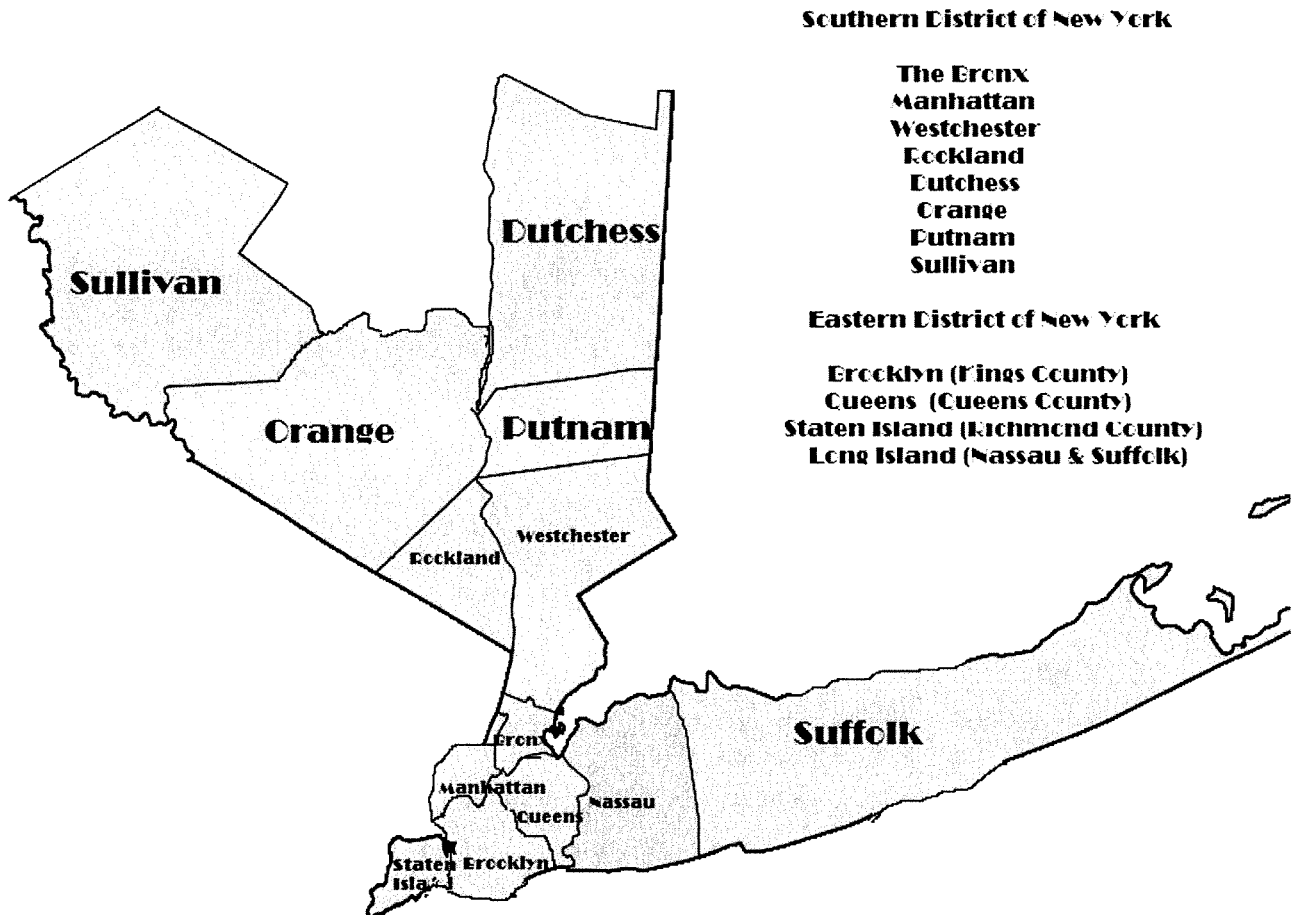 Southern District of New York
The Bronx
Manhattan
Westchester
Rockland
Dutchess
Orange
Putnam
Sullivan
Eastern District of New York
Brooklyn (Kings County)
Queens (Queens County)
Staten Island (Richmond County)
Long Island (Nassau & Suffolk)
Dutchess
Sullivan
Orange
Putnam
Westchester
Rockland
Suffolk
Bronx
Manhattan
Nassau
Queens
Staten
Island
Brooklyn